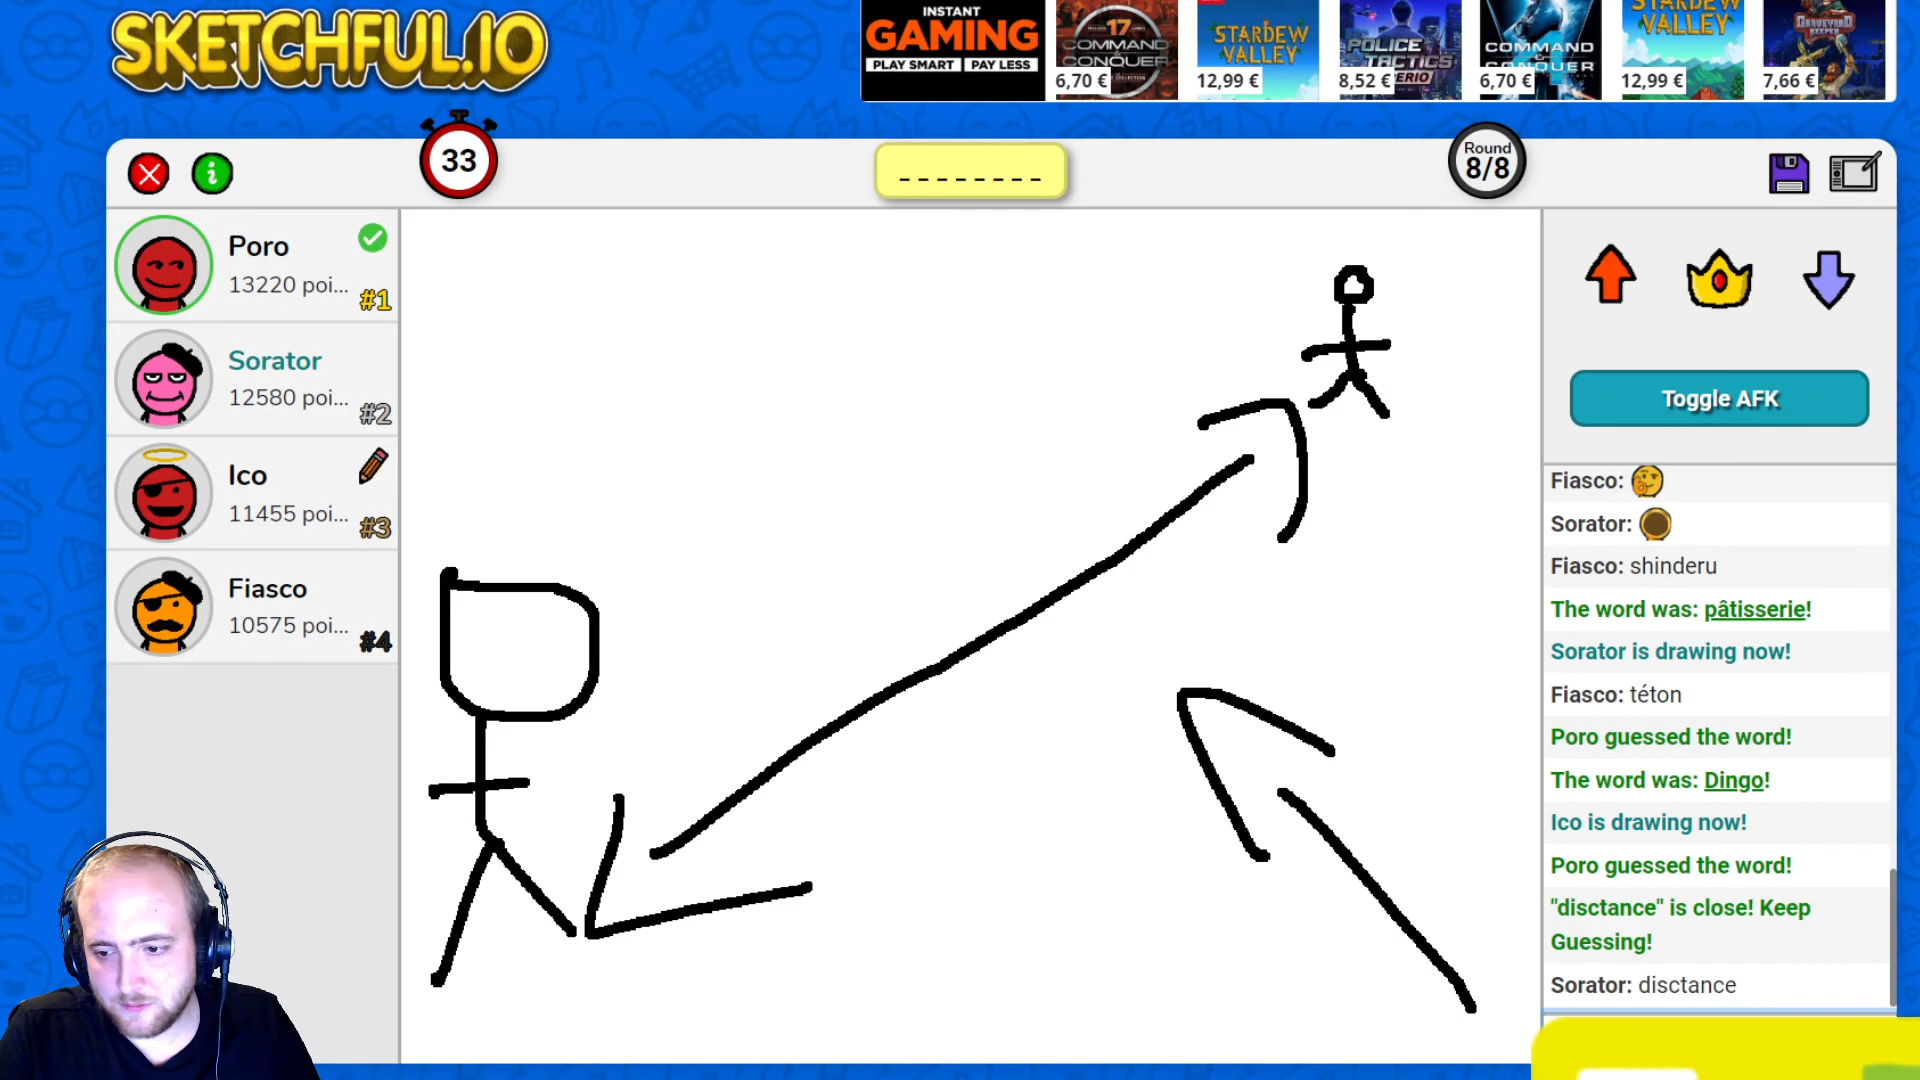 SKETCHFUL.IO
INSTANT
GAMING
PLAY SMART PAY LESS
17
COMMAND
CONQUER
6,70 €
STARDEW
VALLEY
12,99 €
POLICE
TACTICS
8,52 €
COMMAND
CONQUER
6,70 €
STARDEW
VALLEY
12,99 €
GRAVEYARD
KEEPER
7,66 €
33
_ _ _ _ _ _ _ _
Round
8/8
Poro
13220 poi...
#1
Sorator
12580 poi...
#2
Ico
11455 poi...
#3
Fiasco
10575 poi...
#4
Toggle AFK
Fiasco:
Sorator:
Fiasco: shinderu
The word was: pâtisserie!
Sorator is drawing now!
Fiasco: téton
Poro guessed the word!
The word was: Dingo!
Ico is drawing now!
Poro guessed the word!
"disctance" is close! Keep
Guessing!
Sorator: disctance